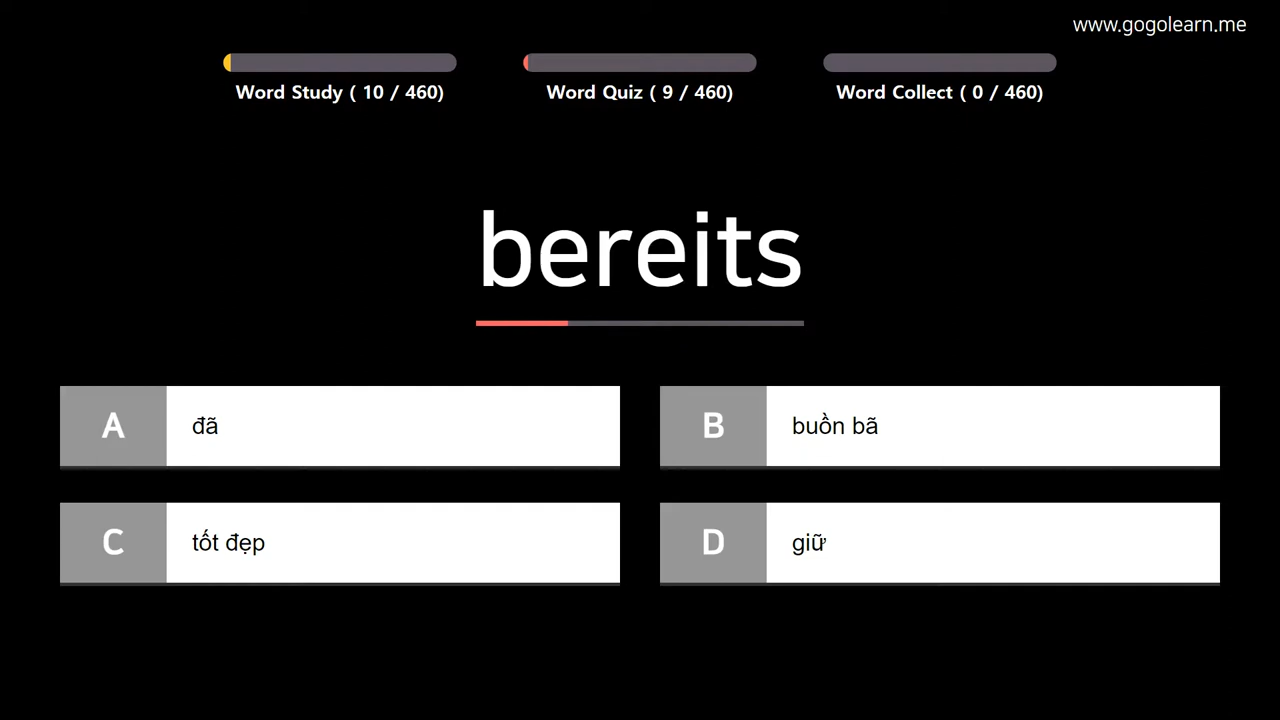 www.gogolearn.me
Word Study ( 10 / 460)
Word Quiz ( 9 / 460)
Word Collect ( 0 / 460)
bereits
A đã
B buồn bã
C tốt đẹp
D giữ